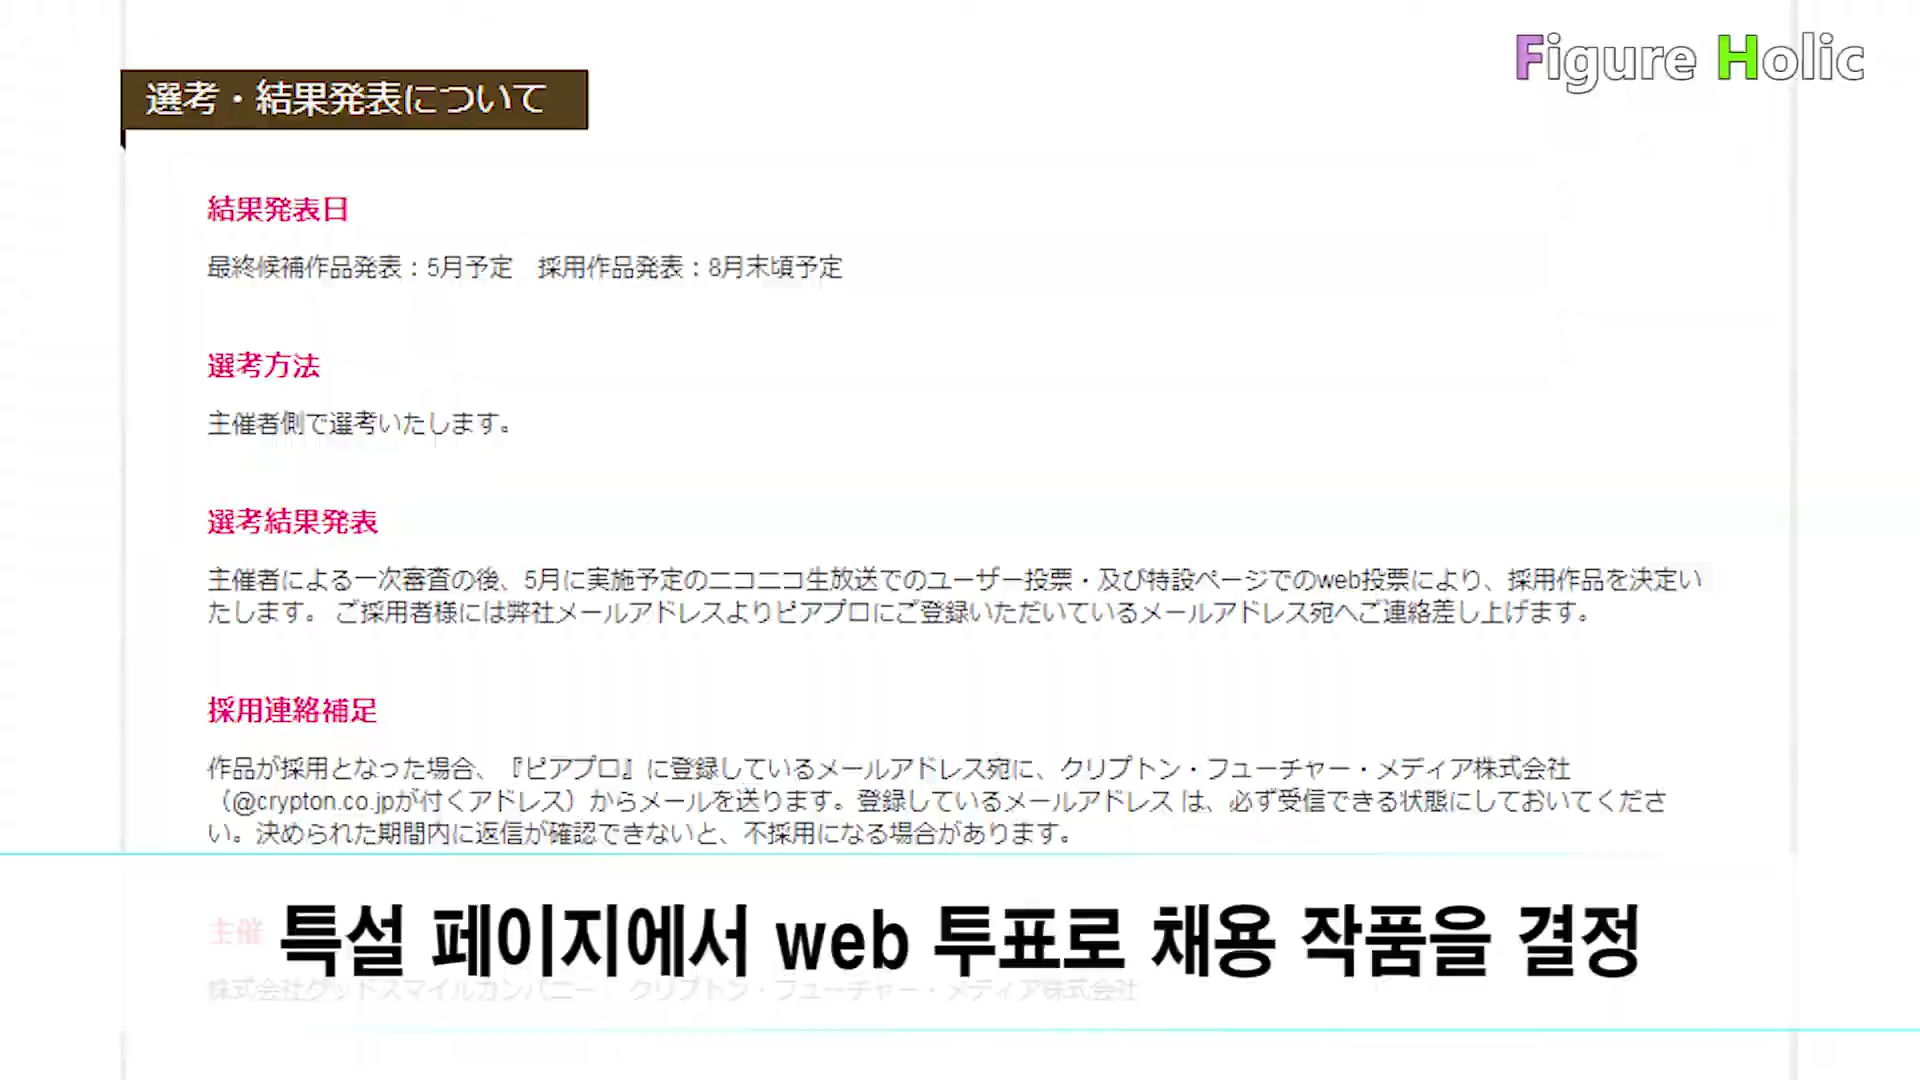 Figure Holic
選考・結果発表について
結果発表日
最終候補作品発表：5月予定　採用作品発表：8月末頃予定
選考方法
主催者側で選考いたします。
選考結果発表
主催者による一次審査の後、5月に実施予定のニコニコ生放送でのユーザー投票・及び特設ページでのweb投票により、採用作品を決定い
たします。 ご採用者様には弊社メールアドレスよりピアプロにご登録いただいているメールアドレス宛へご連絡差し上げます。
採用連絡補足
作品が採用となった場合、『ピアプロ』に登録しているメールアドレス宛に、クリプトン・フューチャー・メディア株式会社
（@crypton.co.jpが付くアドレス）からメールを送ります。登録しているメールアドレス は、必ず受信できる状態にしておいてくださ
い。決められた期間内に返信が確認できないと、不採用になる場合があります。
主催
특설 페이지에서 web 투표로 채용 작품을 결정
株式会社グッドスマイルカンパニー　クリプトン・フューチャー・メディア株式会社